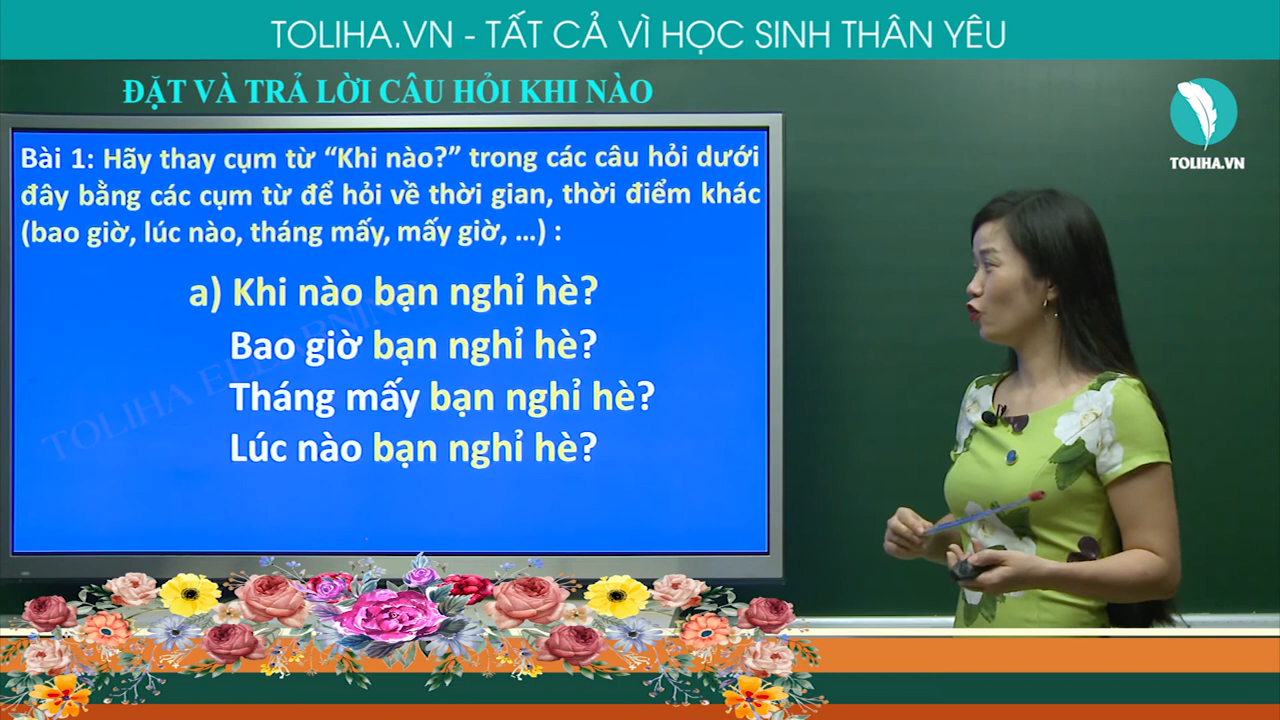 TOLIHA.VN - TẤT CẢ VÌ HỌC SINH THÂN YÊU
ĐẶT VÀ TRẢ LỜI CÂU HỎI KHI NÀO
TOLIHA.VN
Bài 1: Hãy thay cụm từ “Khi nào?” trong các câu hỏi dưới
đây bằng các cụm từ để hỏi về thời gian, thời điểm khác
(bao giờ, lúc nào, tháng mấy, mấy giờ, ...) :
a) Khi nào bạn nghỉ hè?
Bao giờ bạn nghỉ hè?
Tháng mấy bạn nghỉ hè?
Lúc nào bạn nghỉ hè?
TOLIHA ELEARNING